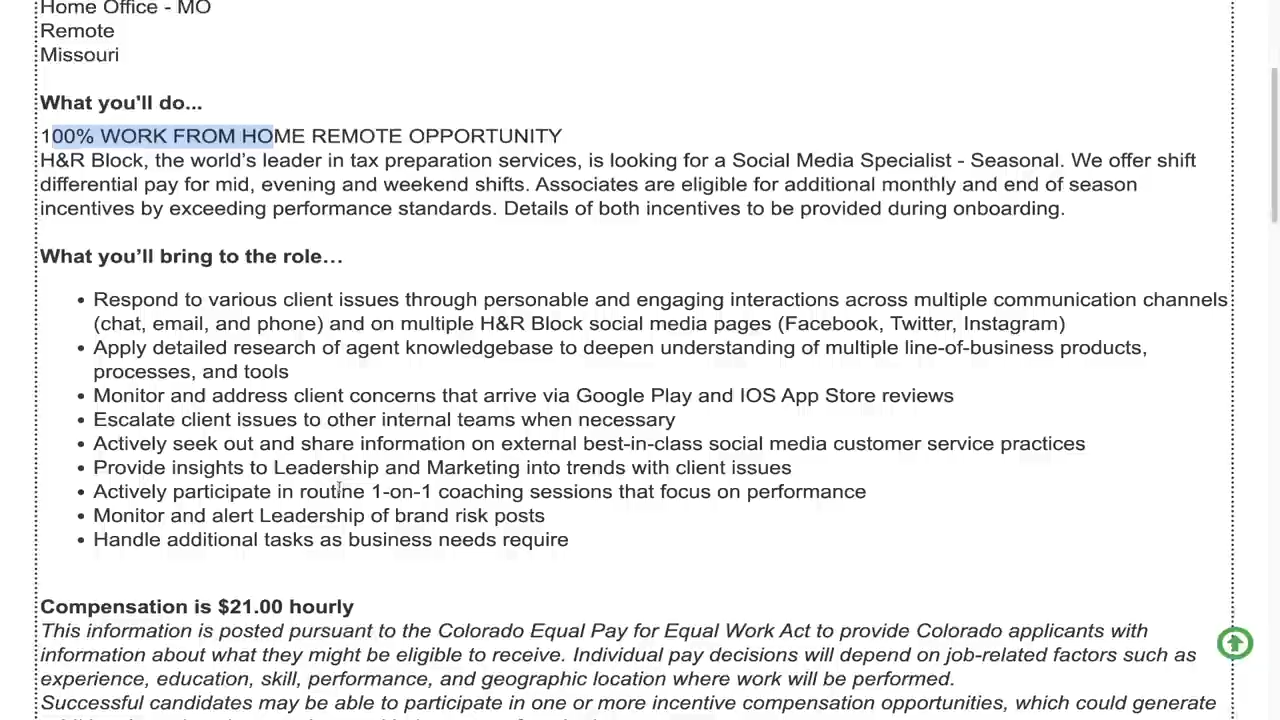 Home Office - MO
Remote
Missouri
What you'll do...
100% WORK FROM HOME REMOTE OPPORTUNITY
H&R Block, the world’s leader in tax preparation services, is looking for a Social Media Specialist - Seasonal. We offer shift
differential pay for mid, evening and weekend shifts. Associates are eligible for additional monthly and end of season
incentives by exceeding performance standards. Details of both incentives to be provided during onboarding.
What you’ll bring to the role…
• Respond to various client issues through personable and engaging interactions across multiple communication channels
(chat, email, and phone) and on multiple H&R Block social media pages (Facebook, Twitter, Instagram)
• Apply detailed research of agent knowledgebase to deepen understanding of multiple line-of-business products,
processes, and tools
• Monitor and address client concerns that arrive via Google Play and IOS App Store reviews
• Escalate client issues to other internal teams when necessary
• Actively seek out and share information on external best-in-class social media customer service practices
• Provide insights to Leadership and Marketing into trends with client issues
• Actively participate in routine 1-on-1 coaching sessions that focus on performance
• Monitor and alert Leadership of brand risk posts
• Handle additional tasks as business needs require
Compensation is $21.00 hourly
This information is posted pursuant to the Colorado Equal Pay for Equal Work Act to provide Colorado applicants with
information about what they might be eligible to receive. Individual pay decisions will depend on job-related factors such as
experience, education, skill, performance, and geographic location where work will be performed.
Successful candidates may be able to participate in one or more incentive compensation opportunities, which could generate